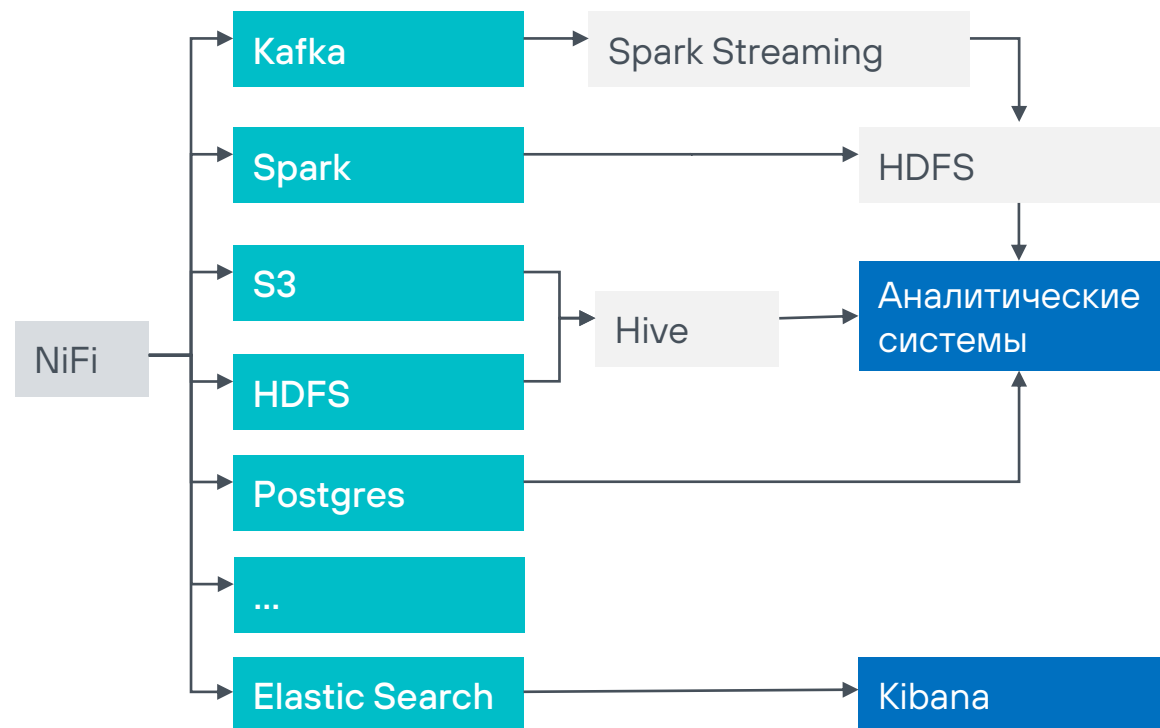 Kafka
Spark Streaming
Spark
HDFS
S3
Аналитические
системы
Hive
NiFi
HDFS
Postgres
...
Elastic Search
Kibana